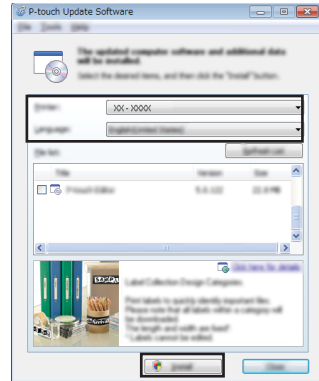 P-touch Update Software
File Tools Help
The updated computer software and additional data
will be installed.
Select the desired items, and then click the "Install" button.
Printer:
XX - XXXX
Language:
English(United States)
File list:
Refresh List
Title Version Size
P-touch Editor 5.0.122 22.0 MB
Click here for details
Label Collection Design Categories
Print labels to quickly identify important files.
Please note that all labels within a category will
be downloaded.
The length and width are fixed!
*Labels cannot be edited.
Install Close